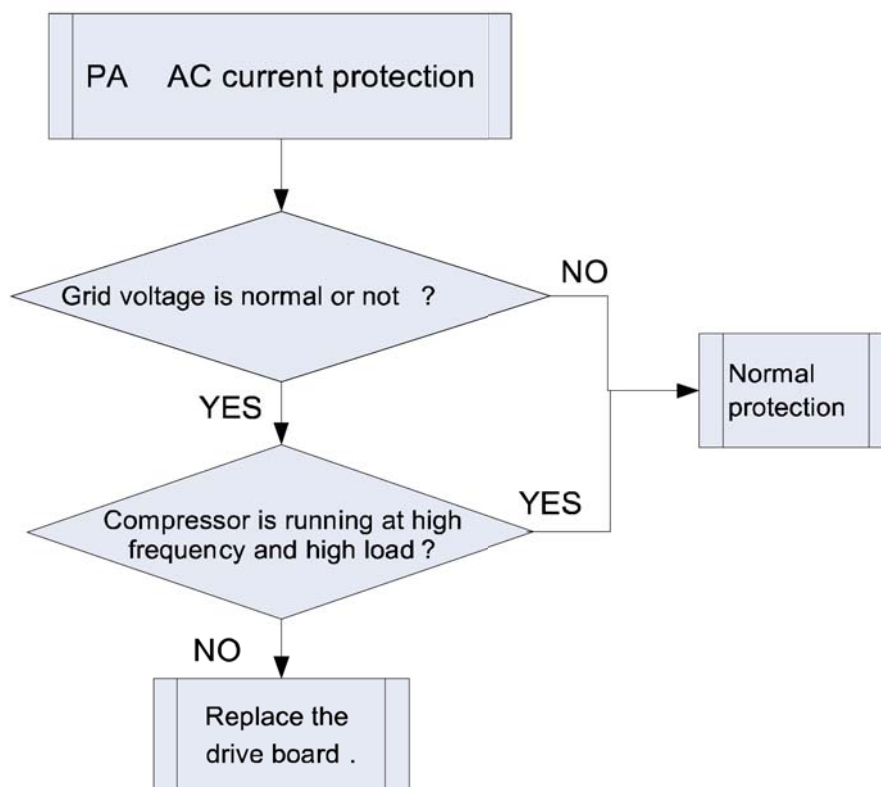 PA AC current protection
Grid voltage is normal or not ?
NO
YES
Normal
protection
Compressor is running at high
frequency and high load ?
YES
NO
Replace the
drive board .